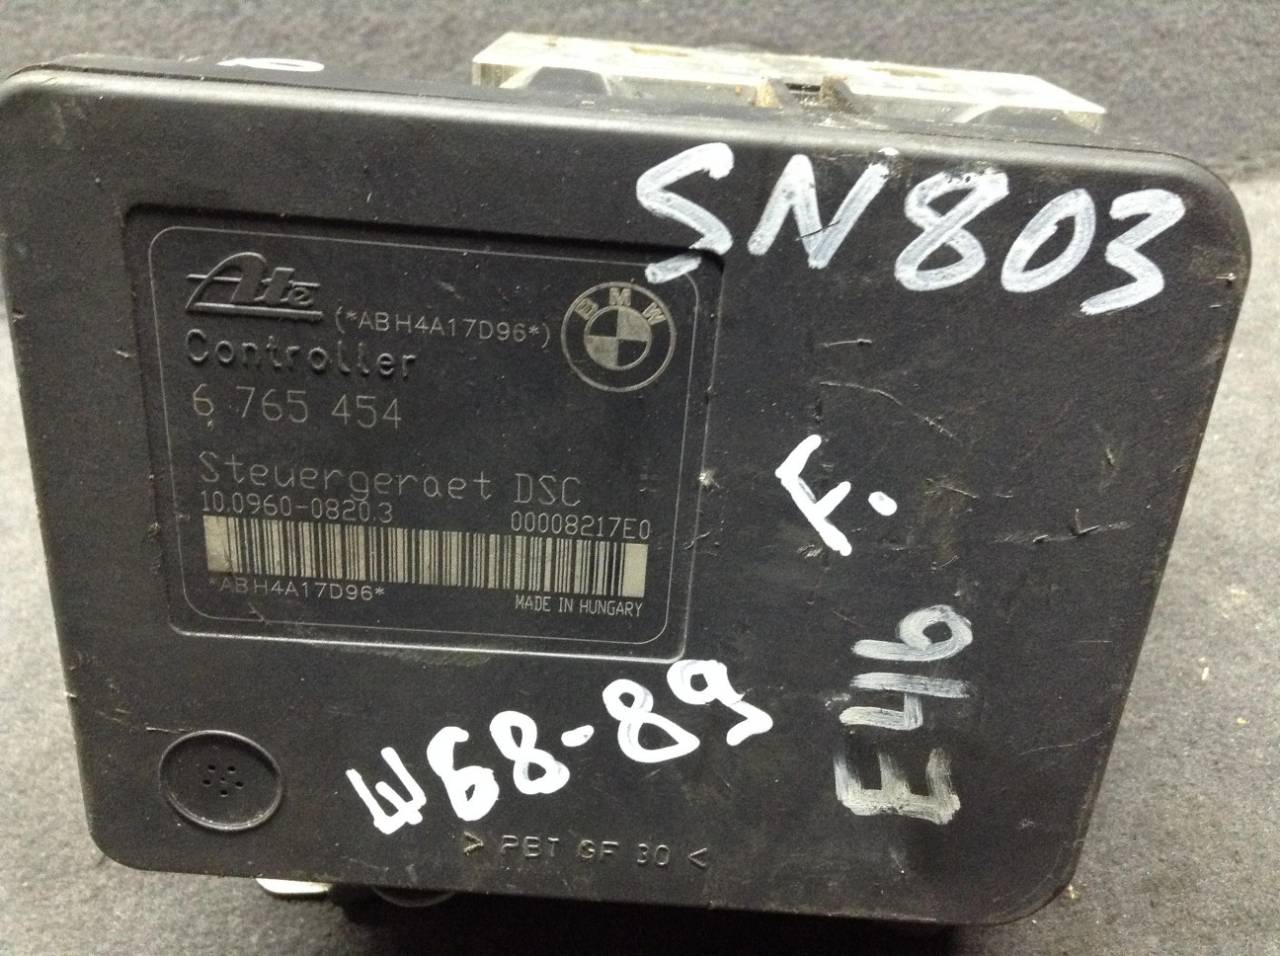 SN803
Ate
(*ABH4A17D96*)
BMW
Controller
6 765 454
Steuergeraet DSC
10.0960-0820.3 00008217E0
*ABH4A17D96*
MADE IN HUNGARY
F.
E46
W68-89
> PBT GF 30 <